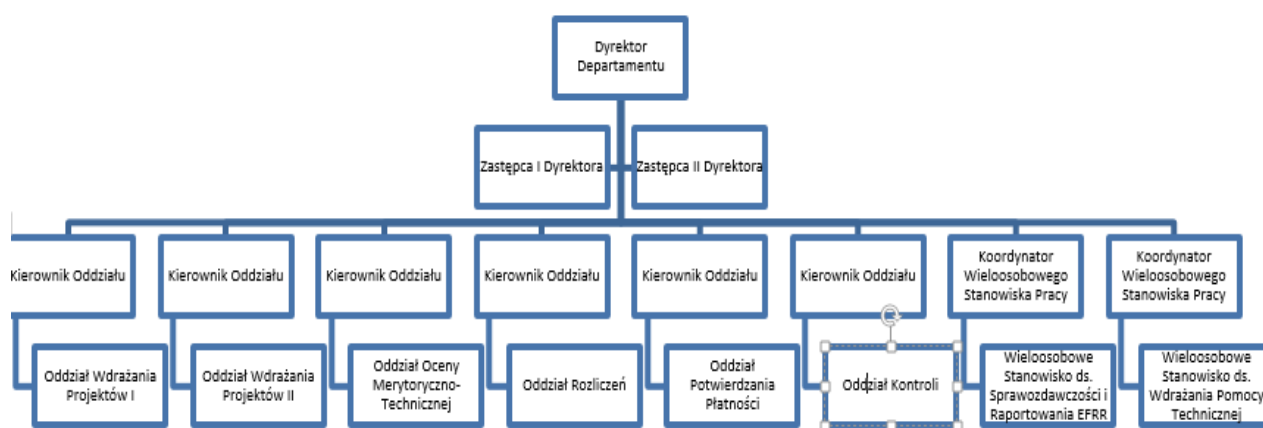 Dyrektor
Departamentu
Zastępca I Dyrektora
Zastępca II Dyrektora
Kierownik Oddziału
Kierownik Oddziału
Kierownik Oddziału
Kierownik Oddziału
Kierownik Oddziału
Kierownik Oddziału
Koordynator
Wieloosobowego
Stanowiska Pracy
Koordynator
Wieloosobowego
Stanowiska Pracy
Oddział Wdrażania
Projektów I
Oddział Wdrażania
Projektów II
Oddział Oceny
Merytoryczno-
Technicznej
Oddział Rozliczeń
Oddział
Potwierdzania
Płatności
Oddział Kontroli
Wieloosobowe
Stanowisko ds.
Sprawozdawczości i
Raportowania EFRR
Wieloosobowe
Stanowisko ds.
Wdrażania Pomocy
Technicznej